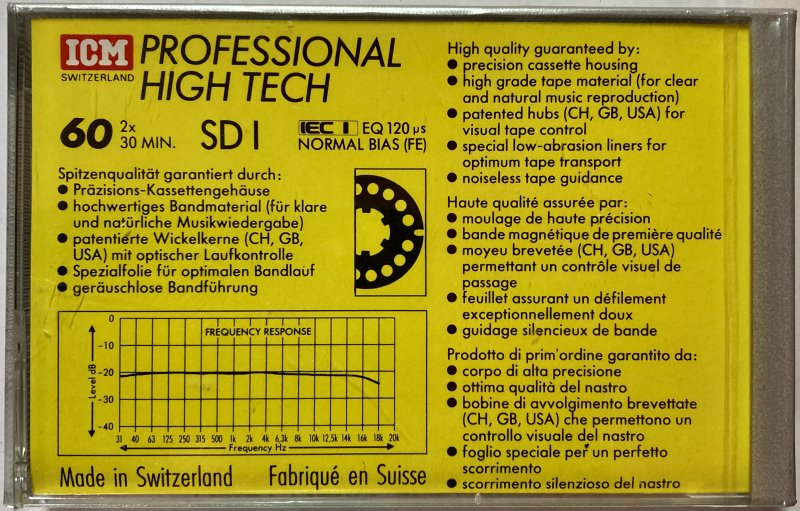 ICM
SWITZERLAND
PROFESSIONAL
HIGH TECH
60 2x
30 MIN.
SD I
IEC I EQ 120 µs
NORMAL BIAS (FE)
Spitzenqualität garantiert durch:
● Präzisions-Kassettengehäuse
● hochwertiges Bandmaterial (für klare
und natürliche Musikwiedergabe)
● patentierte Wickelkerne (CH, GB,
USA) mit optischer Laufkontrolle
● Spezialfolie für optimalen Bandlauf
● geräuschlose Bandführung
FREQUENCY RESPONSE
Level dB
0
-10
-20
-30
-40
31 40 63 125 250 315 500 1k 2k 4k 6,3k 8k 10k 12,5k 14k 16k 18k 20k
Frequency Hz
Made in Switzerland Fabriqué en Suisse
High quality guaranteed by:
● precision cassette housing
● high grade tape material (for clear
and natural music reproduction)
● patented hubs (CH, GB, USA) for
visual tape control
● special low-abrasion liners for
optimum tape transport
● noiseless tape guidance
Haute qualité assurée par:
● moulage de haute précision
● bande magnétique de première qualité
● moyeu brevetée (CH, GB, USA)
permettant un contrôle visuel de
passage
● feuillet assurant un défilement
exceptionnellement doux
● guidage silencieux de bande
Prodotto di prim'ordine garantito da:
● corpo di alta precisione
● ottima qualità del nastro
● bobine di avvolgimento brevettate
(CH, GB, USA) che permettono un
controllo visuale del nastro
● foglio speciale per un perfetto
scorrimento
● scorrimento silenzioso del nastro